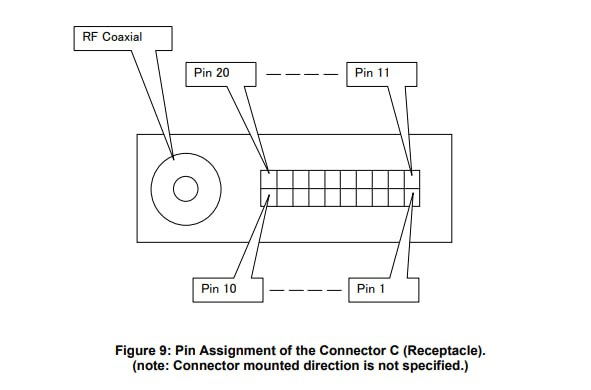 RF Coaxial
Pin 20
Pin 11
Pin 10
Pin 1
Figure 9: Pin Assignment of the Connector C (Receptacle).
(note: Connector mounted direction is not specified.)